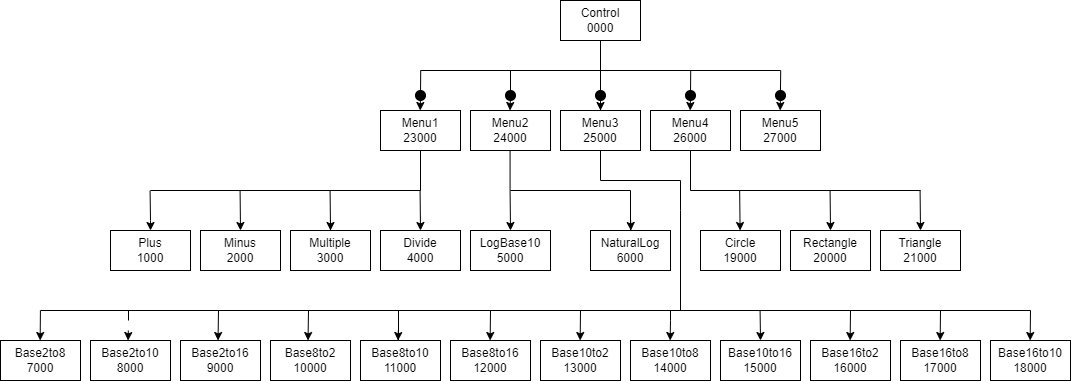 Control
0000
Menu1
23000
Menu2
24000
Menu3
25000
Menu4
26000
Menu5
27000
Plus
1000
Minus
2000
Multiple
3000
Divide
4000
LogBase10
5000
NaturalLog
6000
Circle
19000
Rectangle
20000
Triangle
21000
Base2to8
7000
Base2to10
8000
Base2to16
9000
Base8to2
10000
Base8to10
11000
Base8to16
12000
Base10to2
13000
Base10to8
14000
Base10to16
15000
Base16to2
16000
Base16to8
17000
Base16to10
18000